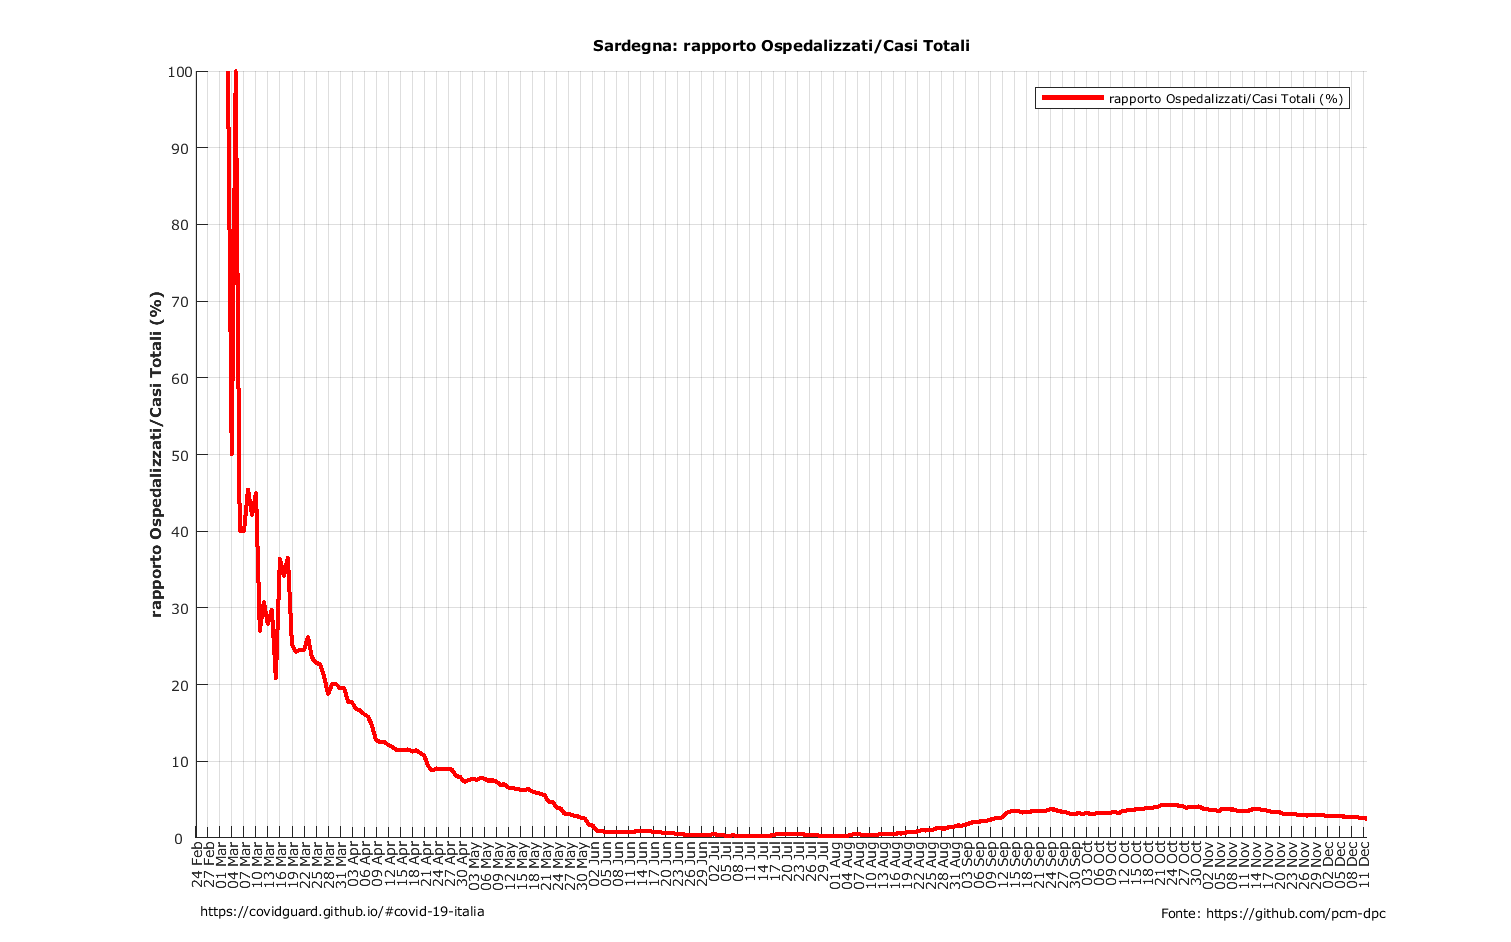 Sardegna: rapporto Ospedalizzati/Casi Totali
rapporto Ospedalizzati/Casi Totali (%)
rapporto Ospedalizzati/Casi Totali (%)
100
90
80
70
60
50
40
30
20
10
0
24 Feb
27 Feb
01 Mar
04 Mar
07 Mar
10 Mar
13 Mar
16 Mar
19 Mar
22 Mar
25 Mar
28 Mar
31 Mar
03 Apr
06 Apr
09 Apr
12 Apr
15 Apr
18 Apr
21 Apr
24 Apr
27 Apr
30 Apr
03 May
06 May
09 May
12 May
15 May
18 May
21 May
24 May
27 May
30 May
02 Jun
05 Jun
08 Jun
11 Jun
14 Jun
17 Jun
20 Jun
23 Jun
26 Jun
29 Jun
02 Jul
05 Jul
08 Jul
11 Jul
14 Jul
17 Jul
20 Jul
23 Jul
26 Jul
29 Jul
01 Aug
04 Aug
07 Aug
10 Aug
13 Aug
16 Aug
19 Aug
22 Aug
25 Aug
28 Aug
31 Aug
03 Sep
06 Sep
09 Sep
12 Sep
15 Sep
18 Sep
21 Sep
24 Sep
27 Sep
30 Sep
03 Oct
06 Oct
09 Oct
12 Oct
15 Oct
18 Oct
21 Oct
24 Oct
27 Oct
30 Oct
02 Nov
05 Nov
08 Nov
11 Nov
14 Nov
17 Nov
20 Nov
23 Nov
26 Nov
29 Nov
02 Dec
05 Dec
08 Dec
11 Dec
https://covidguard.github.io/#covid-19-italia
Fonte: https://github.com/pcm-dpc